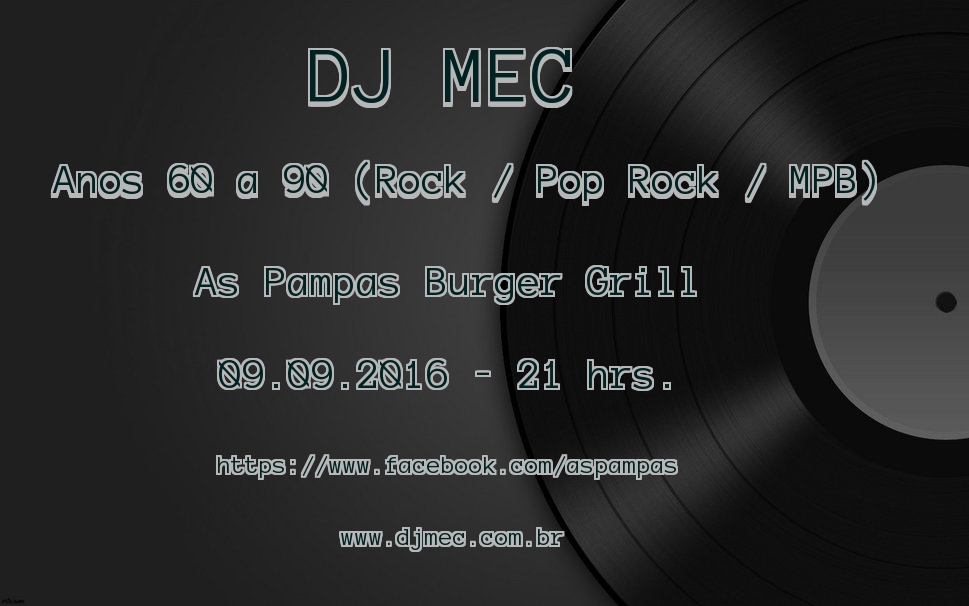 DJ MEC
Anos 60 a 90 (Rock / Pop Rock / MPB)
As Pampas Burger Grill
09.09.2016 - 21 hrs.
https://www.facebook.com/aspampas
www.djmec.com.br